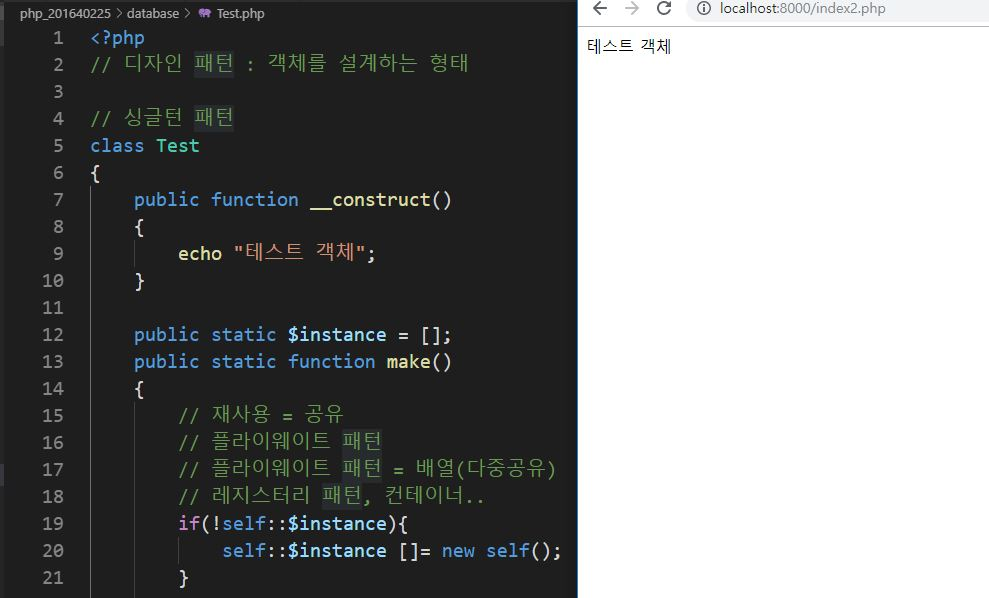 php_201640225 > database > Test.php
1 <?php
2 // 디자인 패턴 : 객체를 설계하는 형태
3
4 // 싱글턴 패턴
5 class Test
6 {
7 public function __construct()
8 {
9 echo "테스트 객체";
10 }
11
12 public static $instance = [];
13 public static function make()
14 {
15 // 재사용 = 공유
16 // 플라이웨이트 패턴
17 // 플라이웨이트 패턴 = 배열(다중공유)
18 // 레지스터리 패턴, 컨테이너..
19 if(!self::$instance){
20 self::$instance []= new self();
21 }
localhost:8000/index2.php
테스트 객체